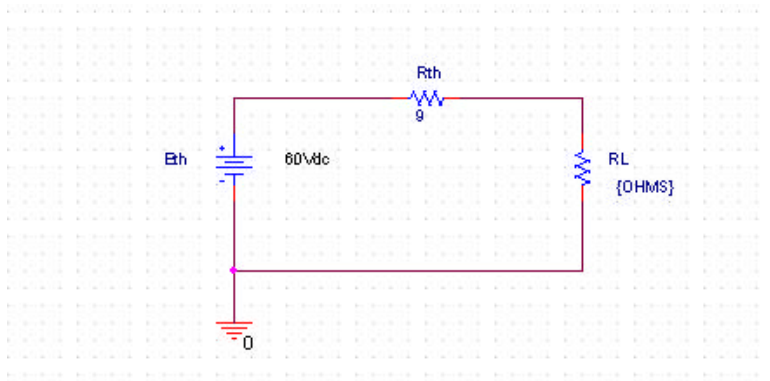 Rth
9
Eth
60Vdc
RL
{OHMS}
0